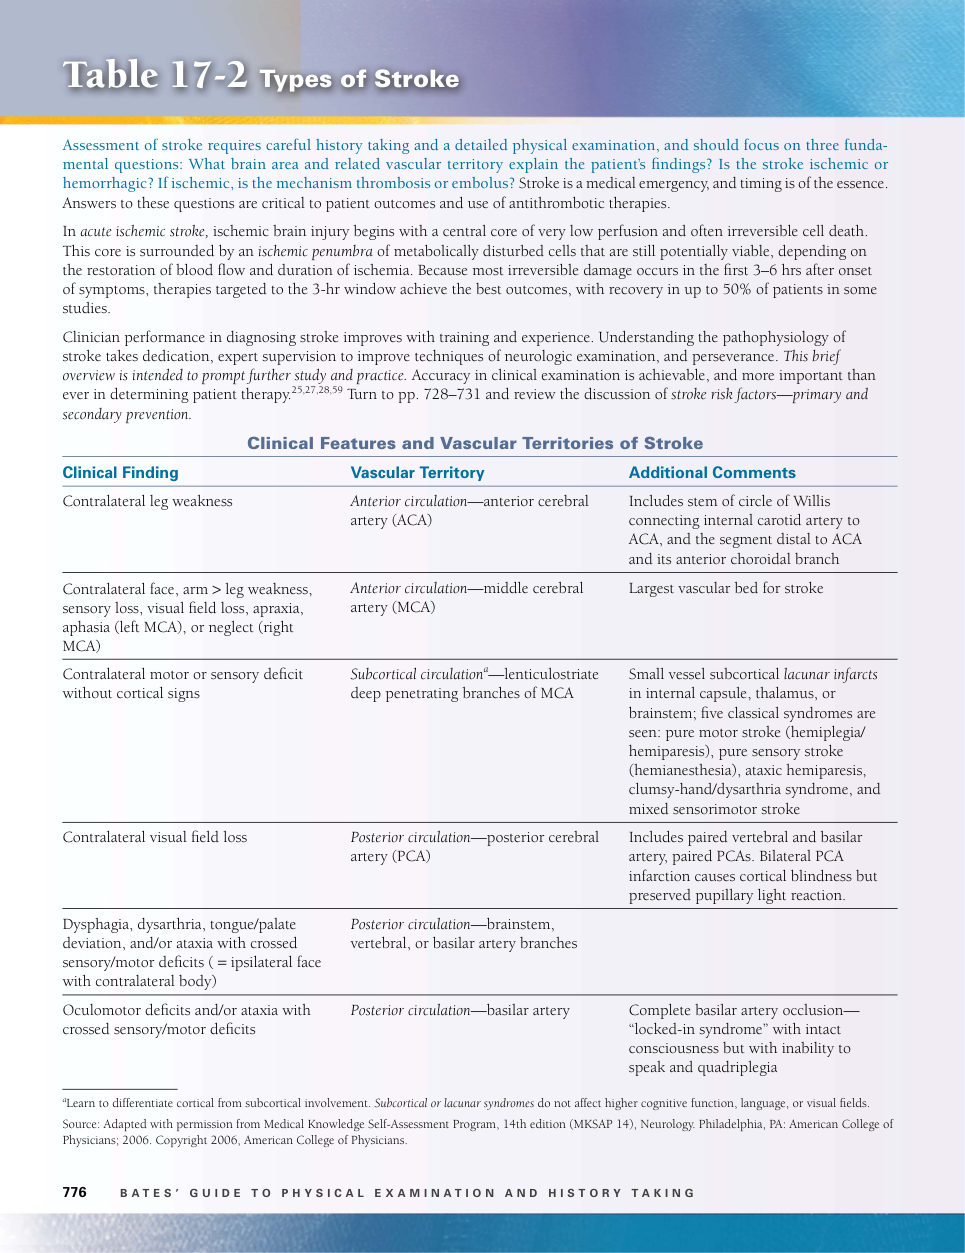 Table 17-2 Types of Stroke
Assessment of stroke requires careful history taking and a detailed physical examination, and should focus on three funda-
mental questions: What brain area and related vascular territory explain the patient's findings? Is the stroke ischemic or
hemorrhagic? If ischemic, is the mechanism thrombosis or embolus? Stroke is a medical emergency, and timing is of the essence.
Answers to these questions are critical to patient outcomes and use of antithrombotic therapies.
In acute ischemic stroke, ischemic brain injury begins with a central core of very low perfusion and often irreversible cell death.
This core is surrounded by an ischemic penumbra of metabolically disturbed cells that are still potentially viable, depending on
the restoration of blood flow and duration of ischemia. Because most irreversible damage occurs in the first 3–6 hrs after onset
of symptoms, therapies targeted to the 3-hr window achieve the best outcomes, with recovery in up to 50% of patients in some
studies.
Clinician performance in diagnosing stroke improves with training and experience. Understanding the pathophysiology of
stroke takes dedication, expert supervision to improve techniques of neurologic examination, and perseverance. This brief
overview is intended to prompt further study and practice. Accuracy in clinical examination is achievable, and more important than
ever in determining patient therapy.25,27,28,59 Turn to pp. 728–731 and review the discussion of stroke risk factors—primary and
secondary prevention.
Clinical Features and Vascular Territories of Stroke
Clinical Finding Vascular Territory Additional Comments
Contralateral leg weakness
Anterior circulation—anterior cerebral
artery (ACA)
Includes stem of circle of Willis
connecting internal carotid artery to
ACA, and the segment distal to ACA
and its anterior choroidal branch
Contralateral face, arm > leg weakness,
sensory loss, visual field loss, apraxia,
aphasia (left MCA), or neglect (right
MCA)
Anterior circulation—middle cerebral
artery (MCA)
Largest vascular bed for stroke
Contralateral motor or sensory deficit
without cortical signs
Subcortical circulationa—lenticulostriate
deep penetrating branches of MCA
Small vessel subcortical lacunar infarcts
in internal capsule, thalamus, or
brainstem; five classical syndromes are
seen: pure motor stroke (hemiplegia/
hemiparesis), pure sensory stroke
(hemianesthesia), ataxic hemiparesis,
clumsy-hand/dysarthria syndrome, and
mixed sensorimotor stroke
Contralateral visual field loss
Posterior circulation—posterior cerebral
artery (PCA)
Includes paired vertebral and basilar
artery, paired PCAs. Bilateral PCA
infarction causes cortical blindness but
preserved pupillary light reaction.
Dysphagia, dysarthria, tongue/palate
deviation, and/or ataxia with crossed
sensory/motor deficits ( = ipsilateral face
with contralateral body)
Posterior circulation—brainstem,
vertebral, or basilar artery branches
Oculomotor deficits and/or ataxia with
crossed sensory/motor deficits
Posterior circulation—basilar artery
Complete basilar artery occlusion—
“locked-in syndrome” with intact
consciousness but with inability to
speak and quadriplegia
aLearn to differentiate cortical from subcortical involvement. Subcortical or lacunar syndromes do not affect higher cognitive function, language, or visual fields.
Source: Adapted with permission from Medical Knowledge Self-Assessment Program, 14th edition (MKSAP 14), Neurology. Philadelphia, PA: American College of
Physicians; 2006. Copyright 2006, American College of Physicians.
776 BATES' GUIDE TO PHYSICAL EXAMINATION AND HISTORY TAKING